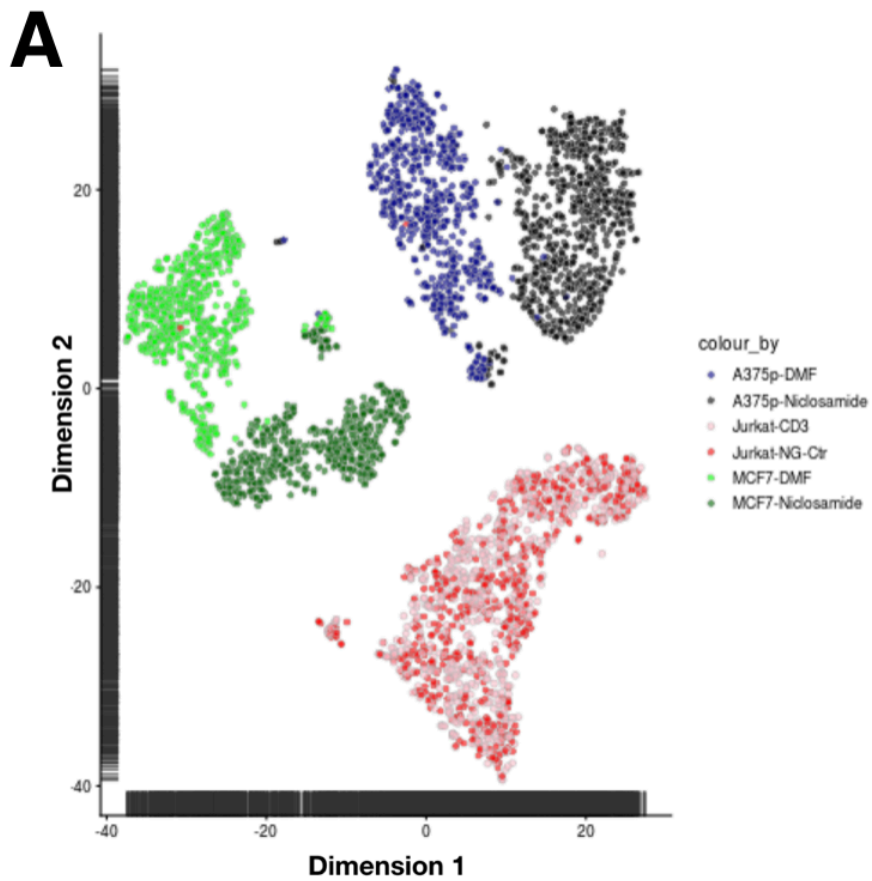 A
Dimension 2
20
0
-20
-40
-40
-20
0
20
Dimension 1
colour_by
A375p-DMF
A375p-Niclosamide
Jurkat-CD3
Jurkat-NG-Ctr
MCF7-DMF
MCF7-Niclosamide